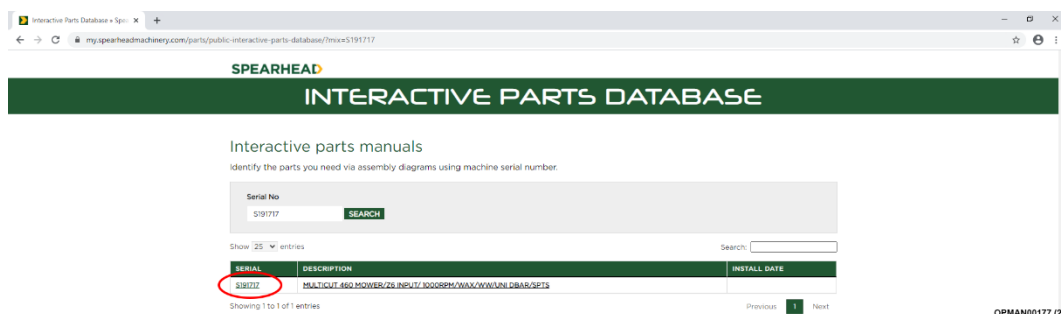 Interactive Parts Database « Spe
my.spearheadmachinery.com/parts/public-interactive-parts-database/?mix=S191717
SPEARHEAD
INTERACTIVE PARTS DATABASE
Interactive parts manuals
Identify the parts you need via assembly diagrams using machine serial number.
Serial No
S191717 SEARCH
Show 25 entries Search:
SERIAL DESCRIPTION INSTALL DATE
S191717 MULTICUT 460 MOWER/Z6 INPUT/ 1000RPM/WAX/WW/UNI DBAR/SPTS
Showing 1 to 1 of 1 entries Previous 1 Next